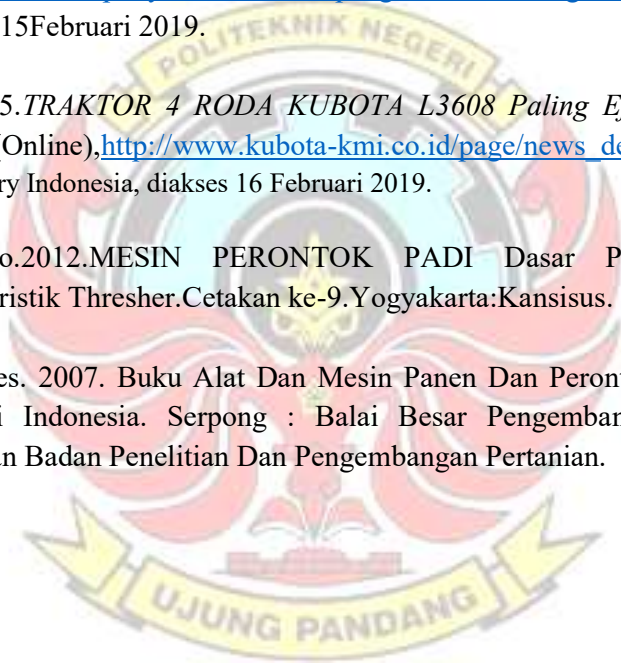 15Februari 2019.
POLITEKNIK NEGERI
5.TRAKTOR 4 RODA KUBOTA L3608 Paling
(Online),http://www.kubota-kmi.co.id/page/news_de
ry Indonesia, diakses 16 Februari 2019.
o.2012.MESIN PERONTOK PADI Dasar P
ristik Thresher.Cetakan ke-9.Yogyakarta:Kansisus.
es. 2007. Buku Alat Dan Mesin Panen Dan Peront
i Indonesia. Serpong : Balai Besar Pengemban
an Badan Penelitian Dan Pengembangan Pertanian.
UJUNG PANDANG